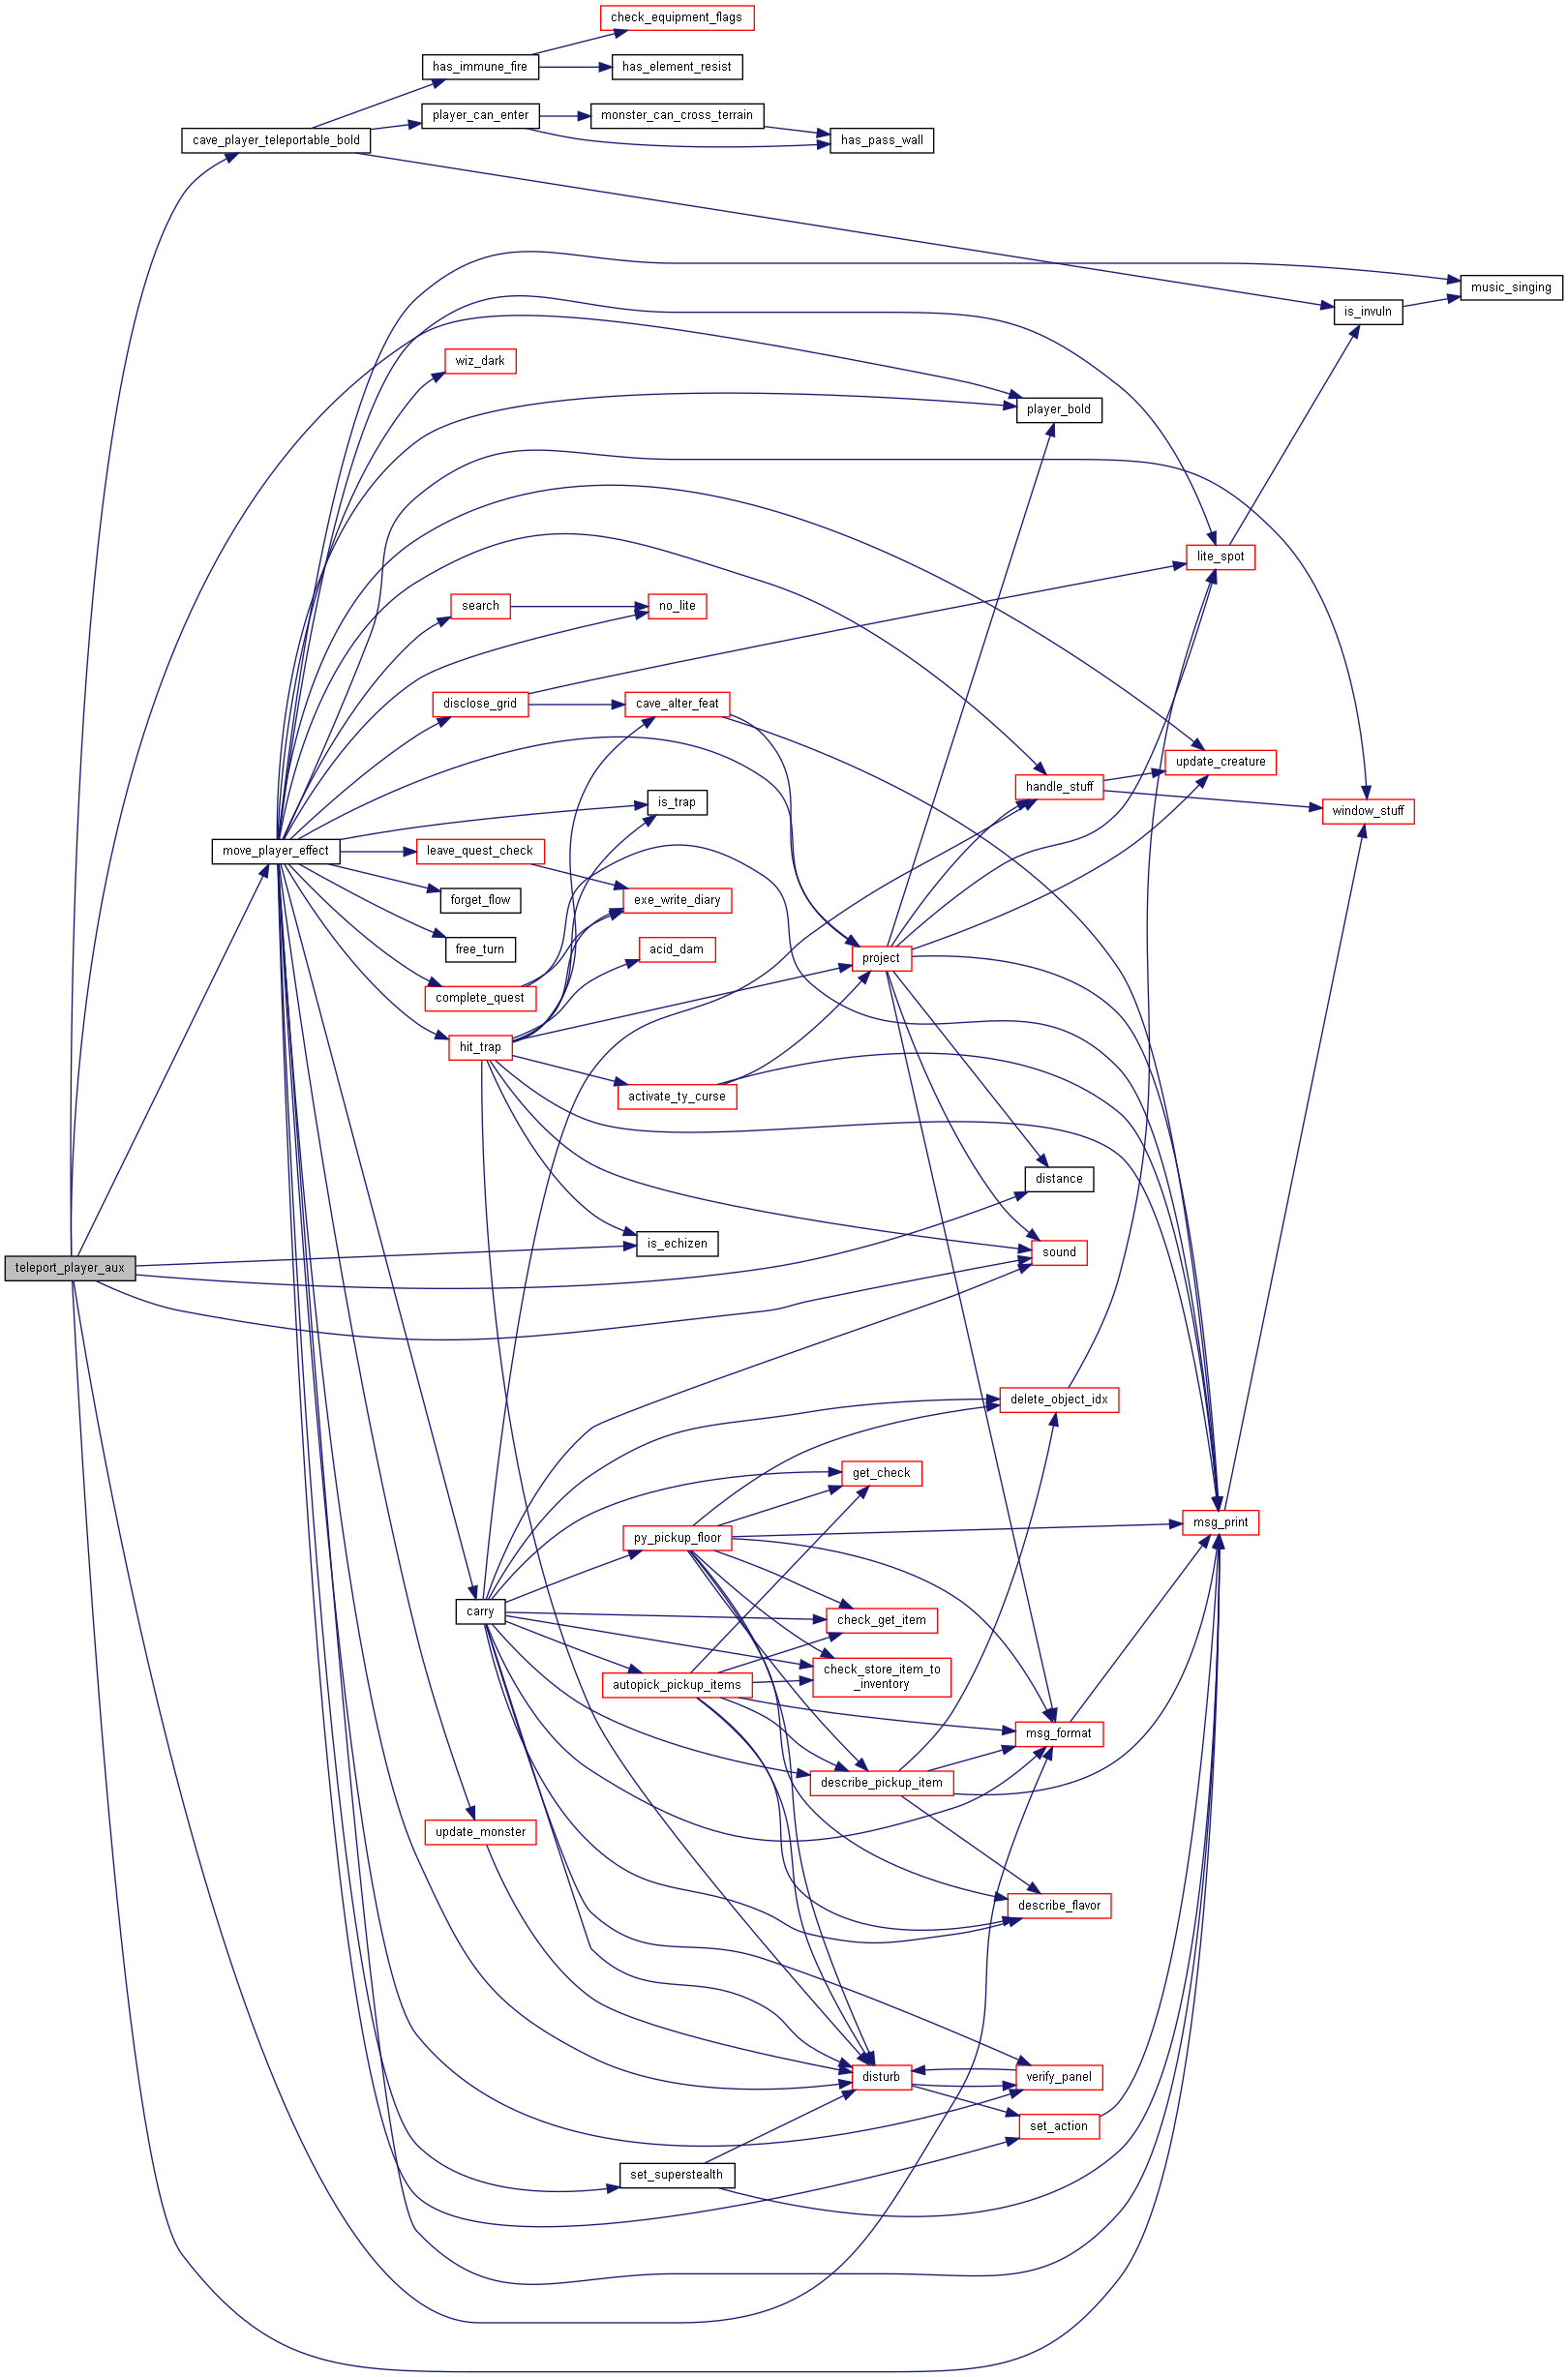 check_equipment_flags
has_immune_fire
has_element_resist
player_can_enter
monster_can_cross_terrain
cave_player_teleportable_bold
has_pass_wall
music_singing
is_invuln
wiz_dark
player_bold
lite_spot
search
no_lite
disclose_grid
cave_alter_feat
update_creature
handle_stuff
is_trap
window_stuff
move_player_effect
leave_quest_check
forget_flow
exe_write_diary
free_turn
acid_dam
project
complete_quest
hit_trap
activate_ty_curse
distance
is_echizen
sound
teleport_player_aux
delete_object_idx
get_check
py_pickup_floor
msg_print
carry
check_get_item
check_store_item_to
_inventory
autopick_pickup_items
msg_format
describe_pickup_item
update_monster
describe_flavor
disturb
verify_panel
set_action
set_superstealth